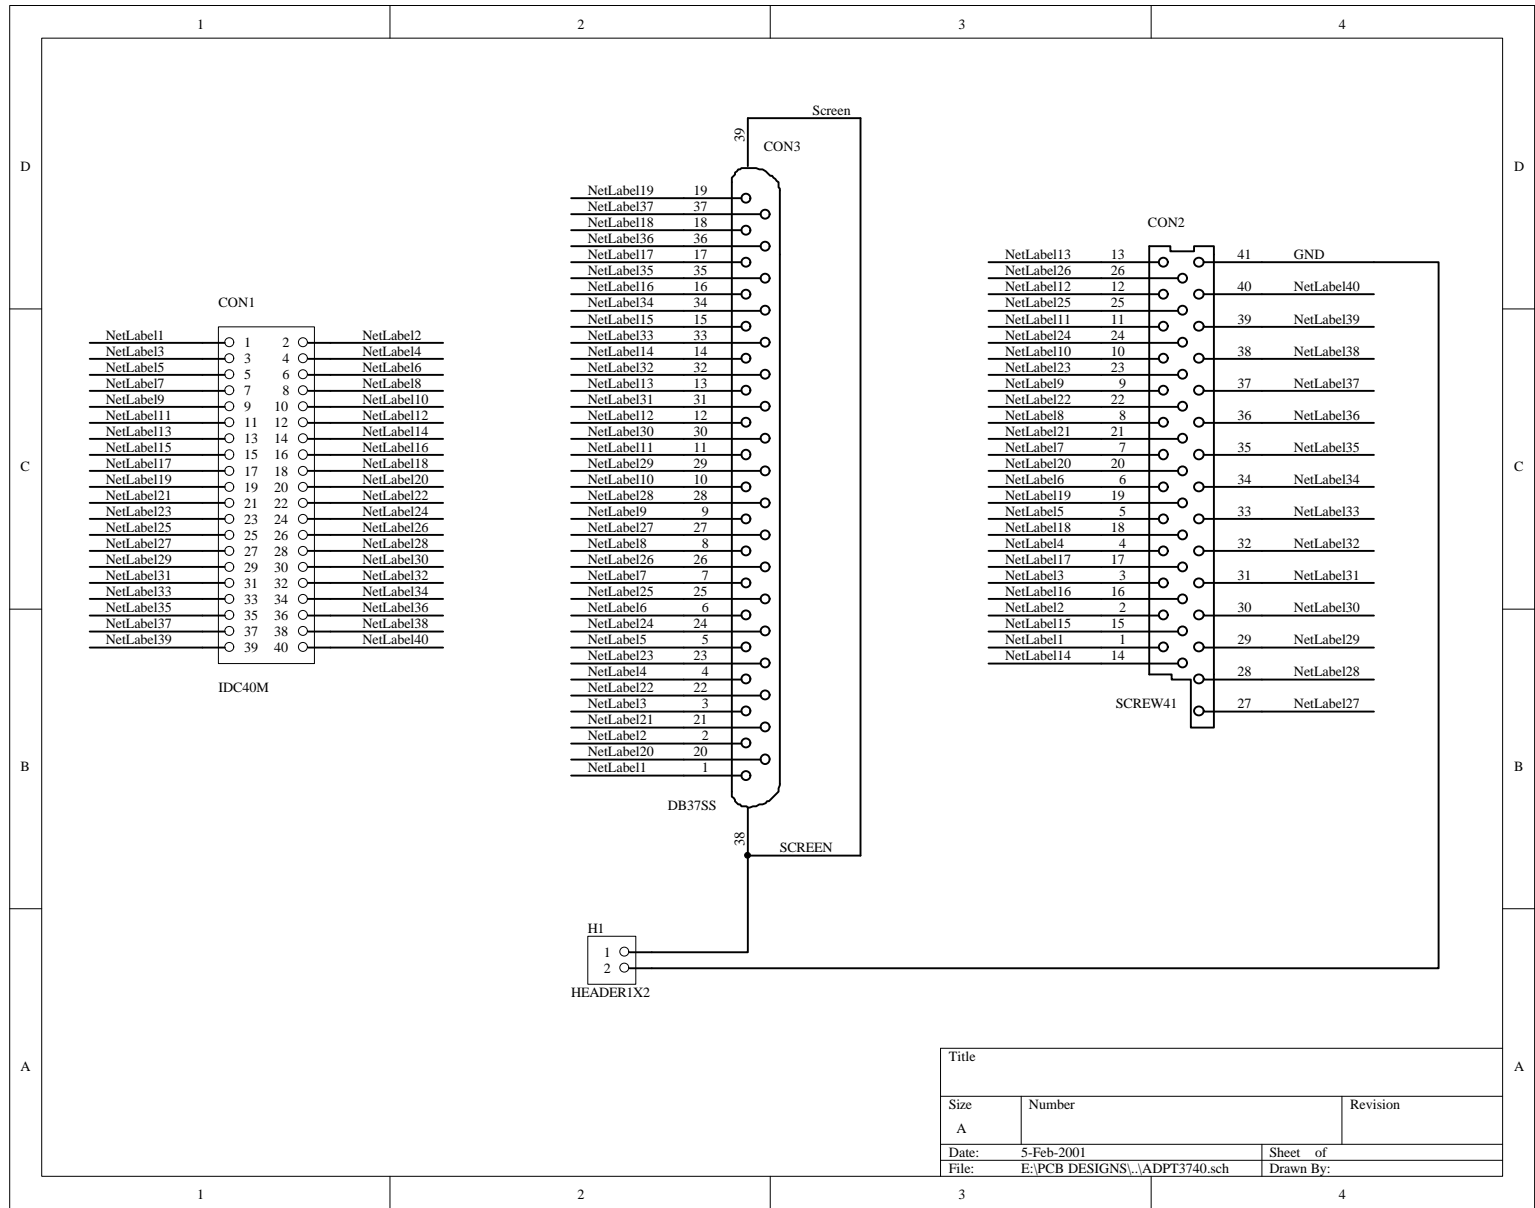 1 2 3 4
D D
C C
B B
A A
1 2 3 4
CON1
NetLabel1 1 2 NetLabel2
NetLabel3 3 4 NetLabel4
NetLabel5 5 6 NetLabel6
NetLabel7 7 8 NetLabel8
NetLabel9 9 10 NetLabel10
NetLabel11 11 12 NetLabel12
NetLabel13 13 14 NetLabel14
NetLabel15 15 16 NetLabel16
NetLabel17 17 18 NetLabel18
NetLabel19 19 20 NetLabel20
NetLabel21 21 22 NetLabel22
NetLabel23 23 24 NetLabel24
NetLabel25 25 26 NetLabel26
NetLabel27 27 28 NetLabel28
NetLabel29 29 30 NetLabel30
NetLabel31 31 32 NetLabel32
NetLabel33 33 34 NetLabel34
NetLabel35 35 36 NetLabel36
NetLabel37 37 38 NetLabel38
NetLabel39 39 40 NetLabel40
IDC40M
Screen
39
CON3
NetLabel19 19
NetLabel37 37
NetLabel18 18
NetLabel36 36
NetLabel17 17
NetLabel35 35
NetLabel16 16
NetLabel34 34
NetLabel15 15
NetLabel33 33
NetLabel14 14
NetLabel32 32
NetLabel13 13
NetLabel31 31
NetLabel12 12
NetLabel30 30
NetLabel11 11
NetLabel29 29
NetLabel10 10
NetLabel28 28
NetLabel9 9
NetLabel27 27
NetLabel8 8
NetLabel26 26
NetLabel7 7
NetLabel25 25
NetLabel6 6
NetLabel24 24
NetLabel5 5
NetLabel23 23
NetLabel4 4
NetLabel22 22
NetLabel3 3
NetLabel21 21
NetLabel2 2
NetLabel20 20
NetLabel1 1
DB37SS
38
SCREEN
H1
1
2
HEADER1X2
CON2
NetLabel13 13
NetLabel26 26
NetLabel12 12
NetLabel25 25
NetLabel11 11
NetLabel24 24
NetLabel10 10
NetLabel23 23
NetLabel9 9
NetLabel22 22
NetLabel8 8
NetLabel21 21
NetLabel7 7
NetLabel20 20
NetLabel6 6
NetLabel19 19
NetLabel5 5
NetLabel18 18
NetLabel4 4
NetLabel17 17
NetLabel3 3
NetLabel16 16
NetLabel2 2
NetLabel15 15
NetLabel1 1
NetLabel14 14
41 GND
40 NetLabel40
39 NetLabel39
38 NetLabel38
37 NetLabel37
36 NetLabel36
35 NetLabel35
34 NetLabel34
33 NetLabel33
32 NetLabel32
31 NetLabel31
30 NetLabel30
29 NetLabel29
28 NetLabel28
27 NetLabel27
SCREW41
Title
Size Number Revision
A
Date: 5-Feb-2001 Sheet of
File: E:\PCB DESIGNS\..\ADPT3740.sch Drawn By: